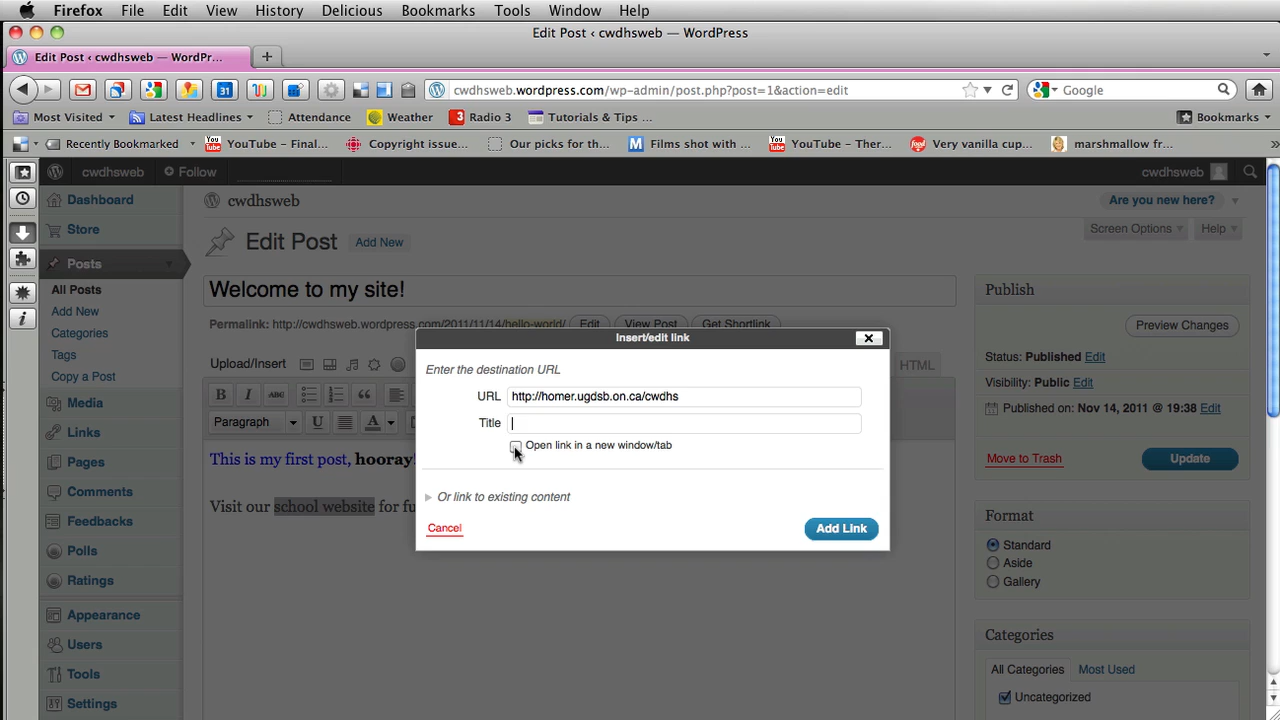 Firefox File Edit View History Delicious Bookmarks Tools Window Help
Edit Post ‹ cwdhsweb — WordPress
Edit Post ‹ cwdhsweb — WordPr...
cwdhsweb.wordpress.com/wp-admin/post.php?post=1&action=edit
Google
Most Visited Latest Headlines Attendance Weather Radio 3 Tutorials & Tips ... Bookmarks
Recently Bookmarked YouTube – Final... Copyright issue... Our picks for th... Films shot with ... YouTube – Ther... Very vanilla cup... marshmallow fr...
cwdhsweb Follow cwdhsweb
Dashboard
Store
Posts
All Posts
Add New
Categories
Tags
Copy a Post
Media
Links
Pages
Comments
Feedbacks
Polls
Ratings
Appearance
Users
Tools
Settings
cwdhsweb Are you new here?
Screen Options Help
Edit Post Add New
Welcome to my site!
Permalink: http://cwdhsweb.wordpress.com/2011/11/14/hello-world/ Edit View Post Get Shortlink
Upload/Insert HTML
B I ABC
Paragraph U A
This is my first post, hooray!
Visit our school website for fu
Insert/edit link
Enter the destination URL
URL http://homer.ugdsb.on.ca/cwdhs
Title
Open link in a new window/tab
Or link to existing content
Cancel Add Link
Publish
Preview Changes
Status: Published Edit
Visibility: Public Edit
Published on: Nov 14, 2011 @ 19:38 Edit
Move to Trash Update
Format
Standard
Aside
Gallery
Categories
All Categories Most Used
Uncategorized